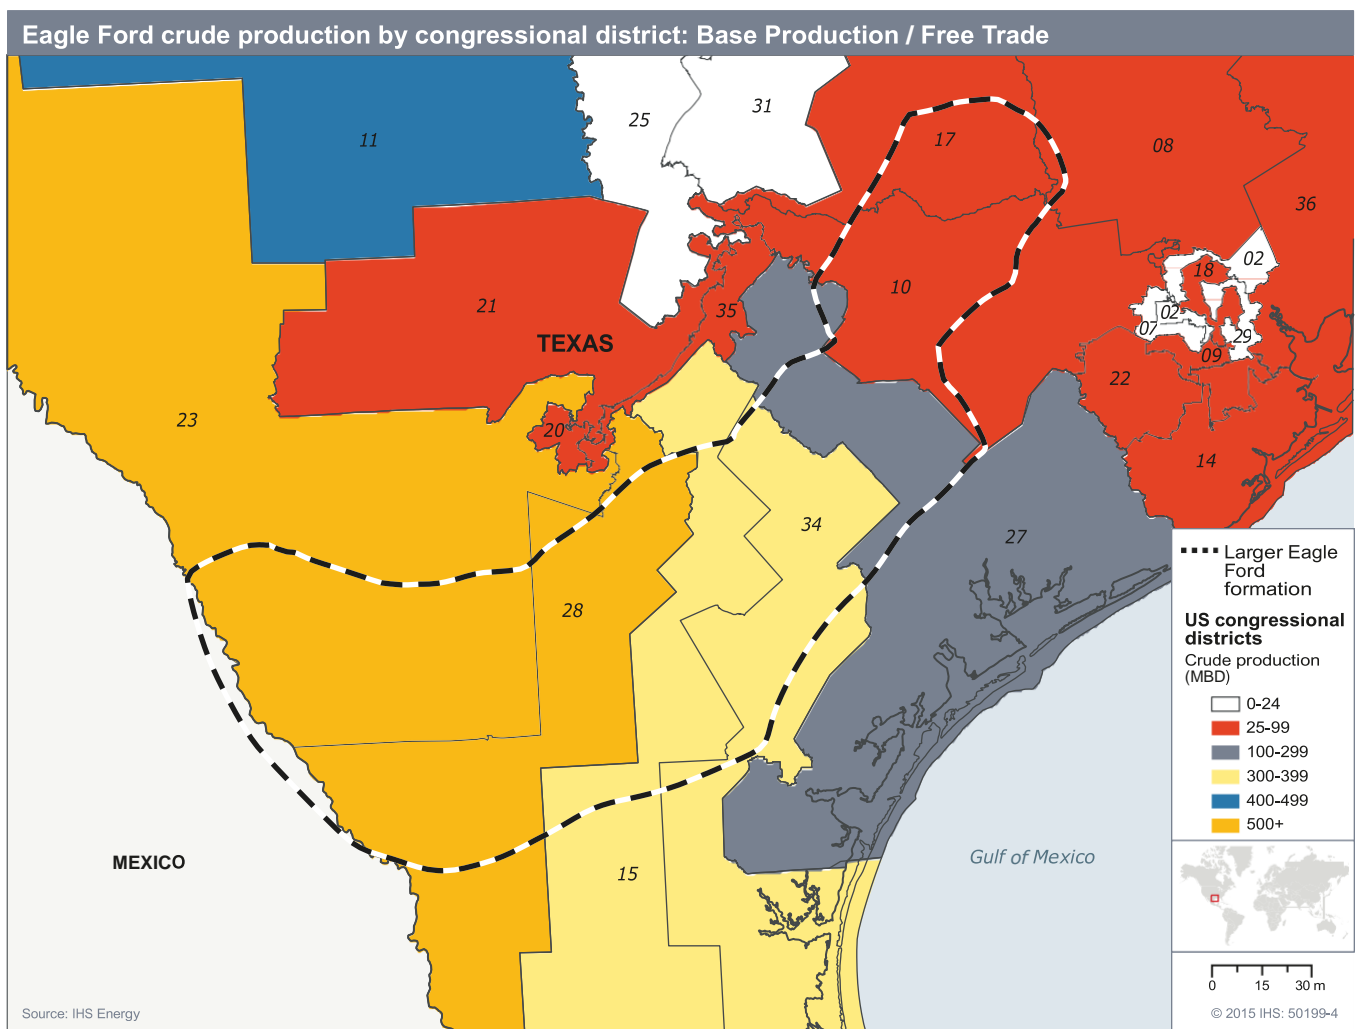 Eagle Ford crude production by congressional district: Base Production / Free Trade
11
25
31
17
08
36
02
18
21
35
10
02
07
29
09
TEXAS
22
23
20
14
34
27
28
15
MEXICO
Gulf of Mexico
Larger Eagle
Ford
formation
US congressional
districts
Crude production
(MBD)
0-24
25-99
100-299
300-399
400-499
500+
0 15 30 m
Source: IHS Energy
© 2015 IHS: 50199-4